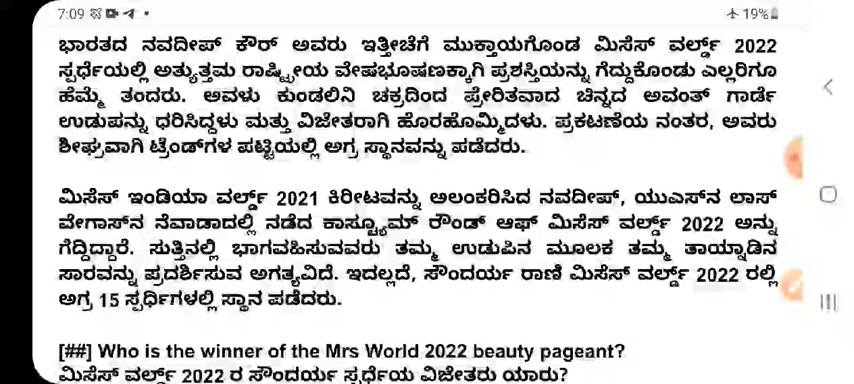 7:09
19%
ಭಾರತದ ನವದೀಪ್ ಕೌರ್ ಅವರು ಇತ್ತೀಚೆಗೆ ಮುಕ್ತಾಯಗೊಂಡ ಮಿಸೆಸ್ ವರ್ಲ್ಡ್ 2022
ಸ್ಪರ್ಧೆಯಲ್ಲಿ ಅತ್ಯುತ್ತಮ ರಾಷ್ಟ್ರೀಯ ವೇಷಭೂಷಣಕ್ಕಾಗಿ ಪ್ರಶಸ್ತಿಯನ್ನು ಗೆದ್ದುಕೊಂಡು ಎಲ್ಲರಿಗೂ
ಹೆಮ್ಮೆ ತಂದರು. ಅವಳು ಕುಂಡಲಿನಿ ಚಕ್ರದಿಂದ ಪ್ರೇರಿತವಾದ ಚಿನ್ನದ ಅವಂತ್ ಗಾರ್ಡೆ
ಉಡುಪನ್ನು ಧರಿಸಿದ್ದಳು ಮತ್ತು ವಿಜೇತರಾಗಿ ಹೊರಹೊಮ್ಮಿದಳು. ಪ್ರಕಟಣೆಯ ನಂತರ, ಅವರು
ಶೀಘ್ರವಾಗಿ ಟ್ರೆಂಡ್‌ಗಳ ಪಟ್ಟಿಯಲ್ಲಿ ಅಗ್ರ ಸ್ಥಾನವನ್ನು ಪಡೆದರು.
ಮಿಸೆಸ್ ಇಂಡಿಯಾ ವರ್ಲ್ಡ್ 2021 ಕಿರೀಟವನ್ನು ಅಲಂಕರಿಸಿದ ನವದೀಪ್, ಯುಎಸ್‌ನ ಲಾಸ್
ವೇಗಾಸ್‌ನ ನೆವಾಡಾದಲ್ಲಿ ನಡೆದ ಕಾಸ್ಟ್ಯೂಮ್ ರೌಂಡ್ ಆಫ್ ಮಿಸೆಸ್ ವರ್ಲ್ಡ್ 2022 ಅನ್ನು
ಗೆದ್ದಿದ್ದಾರೆ. ಸುತ್ತಿನಲ್ಲಿ ಭಾಗವಹಿಸುವವರು ತಮ್ಮ ಉಡುಪಿನ ಮೂಲಕ ತಮ್ಮ ತಾಯ್ನಾಡಿನ
ಸಾರವನ್ನು ಪ್ರದರ್ಶಿಸುವ ಅಗತ್ಯವಿದೆ. ಇದಲ್ಲದೆ, ಸೌಂದರ್ಯ ರಾಣಿ ಮಿಸೆಸ್ ವರ್ಲ್ಡ್ 2022 ರಲ್ಲಿ
ಅಗ್ರ 15 ಸ್ಪರ್ಧಿಗಳಲ್ಲಿ ಸ್ಥಾನ ಪಡೆದರು.
[##] Who is the winner of the Mrs World 2022 beauty pageant?
ಮಿಸೆಸ್ ವರ್ಲ್ಡ್ 2022 ರ ಸೌಂದರ್ಯ ಸ್ಪರ್ಧೆಯ ವಿಜೇತರು ಯಾರು?